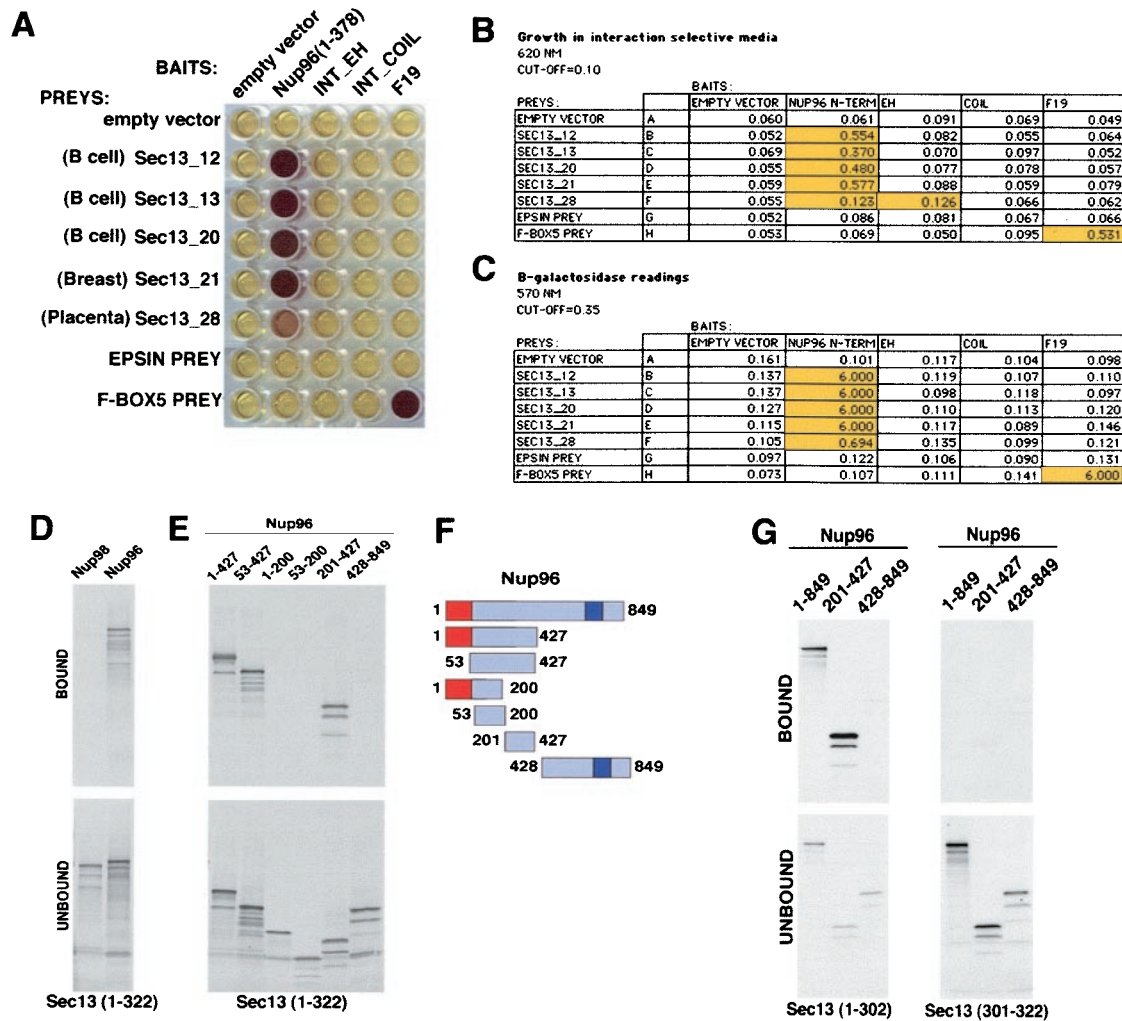 A
BAITS:
empty vector
Nup96(1-378)
INT_EH
INT_COIL
F19
PREYS:
empty vector
(B cell) Sec13_12
(B cell) Sec13_13
(B cell) Sec13_20
(Breast) Sec13_21
(Placenta) Sec13_28
EPSIN PREY
F-BOX5 PREY
B
Growth in interaction selective media
620 NM
CUT-OFF=0.10
BAITS:
PREYS: EMPTY VECTOR NUP96 N-TERM EH COIL F19
EMPTY VECTOR A 0.060 0.061 0.091 0.069 0.049
SEC13_12 B 0.052 0.554 0.082 0.055 0.064
SEC13_13 C 0.069 0.370 0.070 0.097 0.052
SEC13_20 D 0.055 0.480 0.077 0.078 0.057
SEC13_21 E 0.059 0.577 0.088 0.059 0.079
SEC13_28 F 0.055 0.123 0.126 0.066 0.062
EPSIN PREY G 0.052 0.086 0.081 0.067 0.066
F-BOX5 PREY H 0.053 0.069 0.050 0.095 0.531
C
B-galactosidase readings
570 NM
CUT-OFF=0.35
BAITS:
PREYS: EMPTY VECTOR NUP96 N-TERM EH COIL F19
EMPTY VECTOR A 0.161 0.101 0.117 0.104 0.098
SEC13_12 B 0.137 6.000 0.119 0.107 0.110
SEC13_13 C 0.137 6.000 0.098 0.118 0.097
SEC13_20 D 0.127 6.000 0.110 0.113 0.120
SEC13_21 E 0.115 6.000 0.117 0.089 0.146
SEC13_28 F 0.105 0.694 0.135 0.099 0.121
EPSIN PREY G 0.097 0.122 0.106 0.090 0.131
F-BOX5 PREY H 0.073 0.107 0.111 0.141 6.000
D
Nup98
Nup96
BOUND
UNBOUND
Sec13 (1-322)
E
Nup96
1-427
53-427
1-200
53-200
201-427
428-849
Sec13 (1-322)
F
Nup96
1 849
1 427
53 427
1 200
53 200
201 427
428 849
G
Nup96
1-849
201-427
428-849
Nup96
1-849
201-427
428-849
BOUND
UNBOUND
Sec13 (1-302)
Sec13 (301-322)